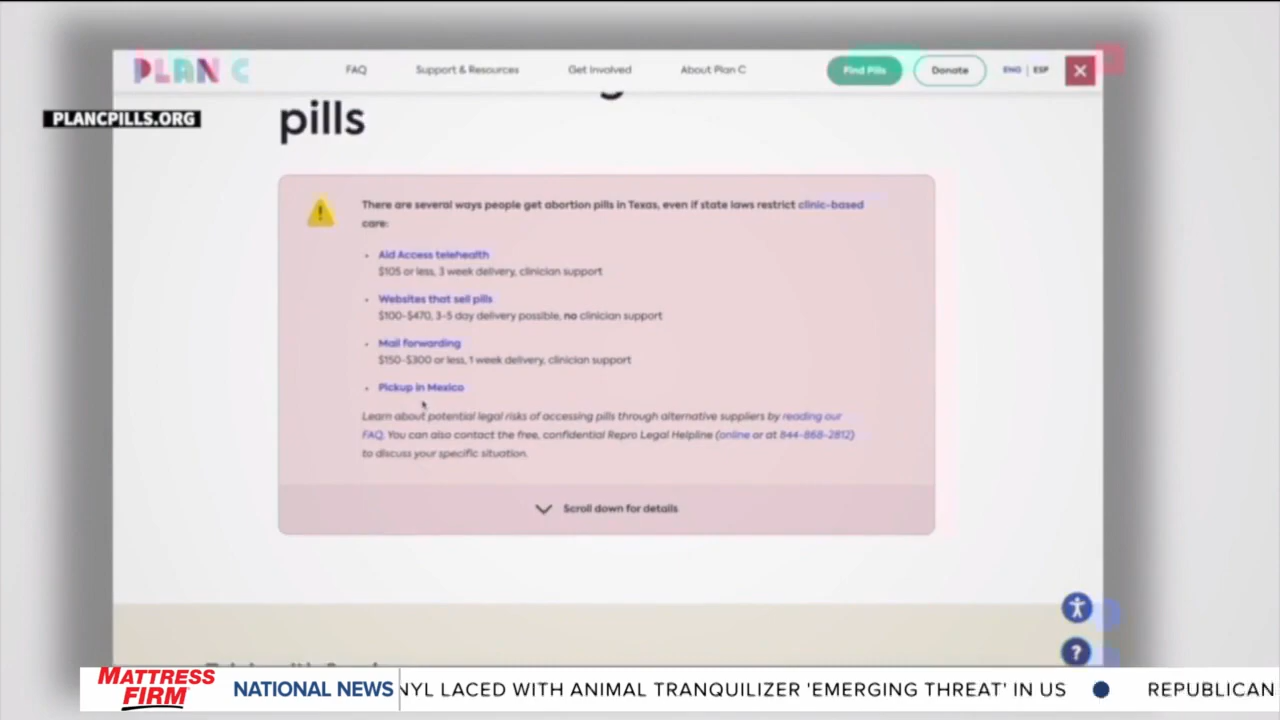 PLAN C
FAQ
Support & Resources
Get Involved
About Plan C
Find Pills
Donate
ENG | ESP
PLANCPILLS.ORG
pills
There are several ways people get abortion pills in Texas, even if state laws restrict clinic-based
care:
• Aid Access telehealth
$105 or less, 3 week delivery, clinician support
• Websites that sell pills
$100-$470, 3-5 day delivery possible, no clinician support
• Mail forwarding
$150-$300 or less, 1 week delivery, clinician support
• Pickup in Mexico
Learn about potential legal risks of accessing pills through alternative suppliers by reading our
FAQ. You can also contact the free, confidential Repro Legal Helpline (online or at 844-868-2812)
to discuss your specific situation.
Scroll down for details
?
MATTRESS
FIRM
NATIONAL NEWS
NYL LACED WITH ANIMAL TRANQUILIZER 'EMERGING THREAT' IN US • REPUBLICAN